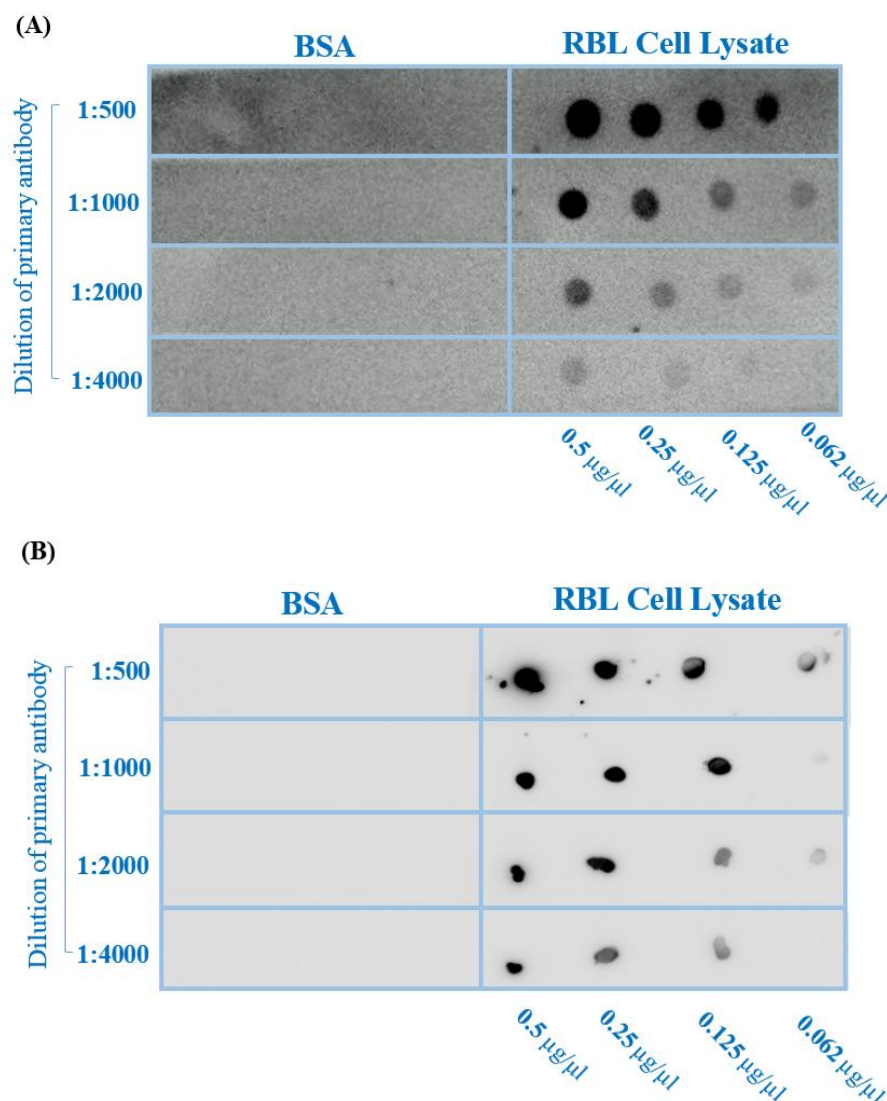 (A)
BSA
RBL Cell Lysate
Dilution of primary antibody
1:500
1:1000
1:2000
1:4000
0.5 µg/µl
0.25 µg/µl
0.125 µg/µl
0.062 µg/µl
(B)
BSA
RBL Cell Lysate
Dilution of primary antibody
1:500
1:1000
1:2000
1:4000
0.5 µg/µl
0.25 µg/µl
0.125 µg/µl
0.062 µg/µl